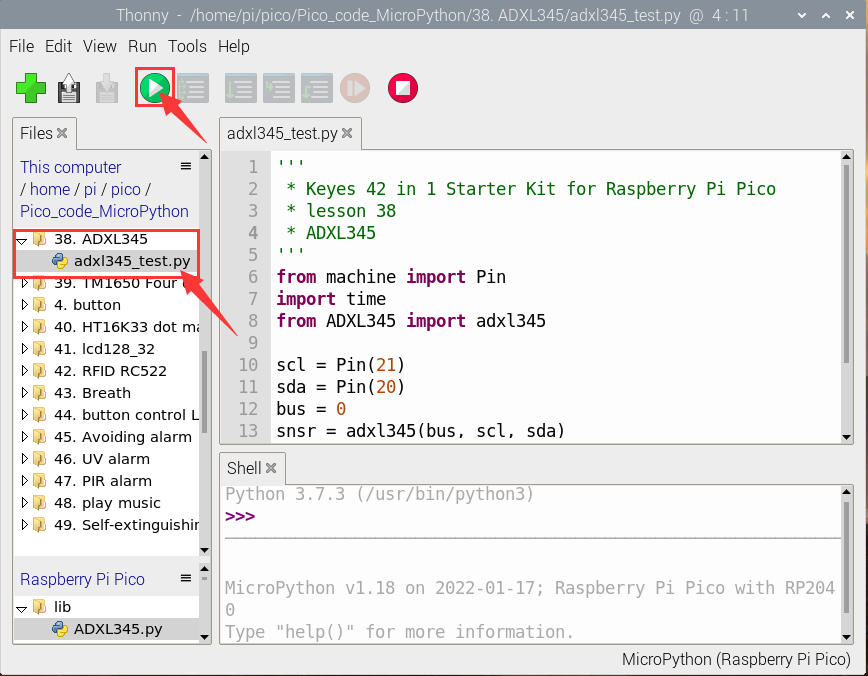 Thonny - /home/pi/pico/Pico_code_MicroPython/38. ADXL345/adxl345_test.py @ 4 : 11
File Edit View Run Tools Help
Files
This computer
/ home / pi / pico /
Pico_code_MicroPython
38. ADXL345
adxl345_test.py
39. TM1650 Four
4. button
40. HT16K33 dot ma
41. lcd128_32
42. RFID RC522
43. Breath
44. button control L
45. Avoiding alarm
46. UV alarm
47. PIR alarm
48. play music
49. Self-extinguishin
Raspberry Pi Pico
lib
ADXL345.py
adxl345_test.py
1 '''
2 * Keyes 42 in 1 Starter Kit for Raspberry Pi Pico
3 * lesson 38
4 * ADXL345
5 '''
6 from machine import Pin
7 import time
8 from ADXL345 import adxl345
9
10 scl = Pin(21)
11 sda = Pin(20)
12 bus = 0
13 snsr = adxl345(bus, scl, sda)
Shell
Python 3.7.3 (/usr/bin/python3)
>>>
MicroPython v1.18 on 2022-01-17; Raspberry Pi Pico with RP204
0
Type "help()" for more information.
MicroPython (Raspberry Pi Pico)